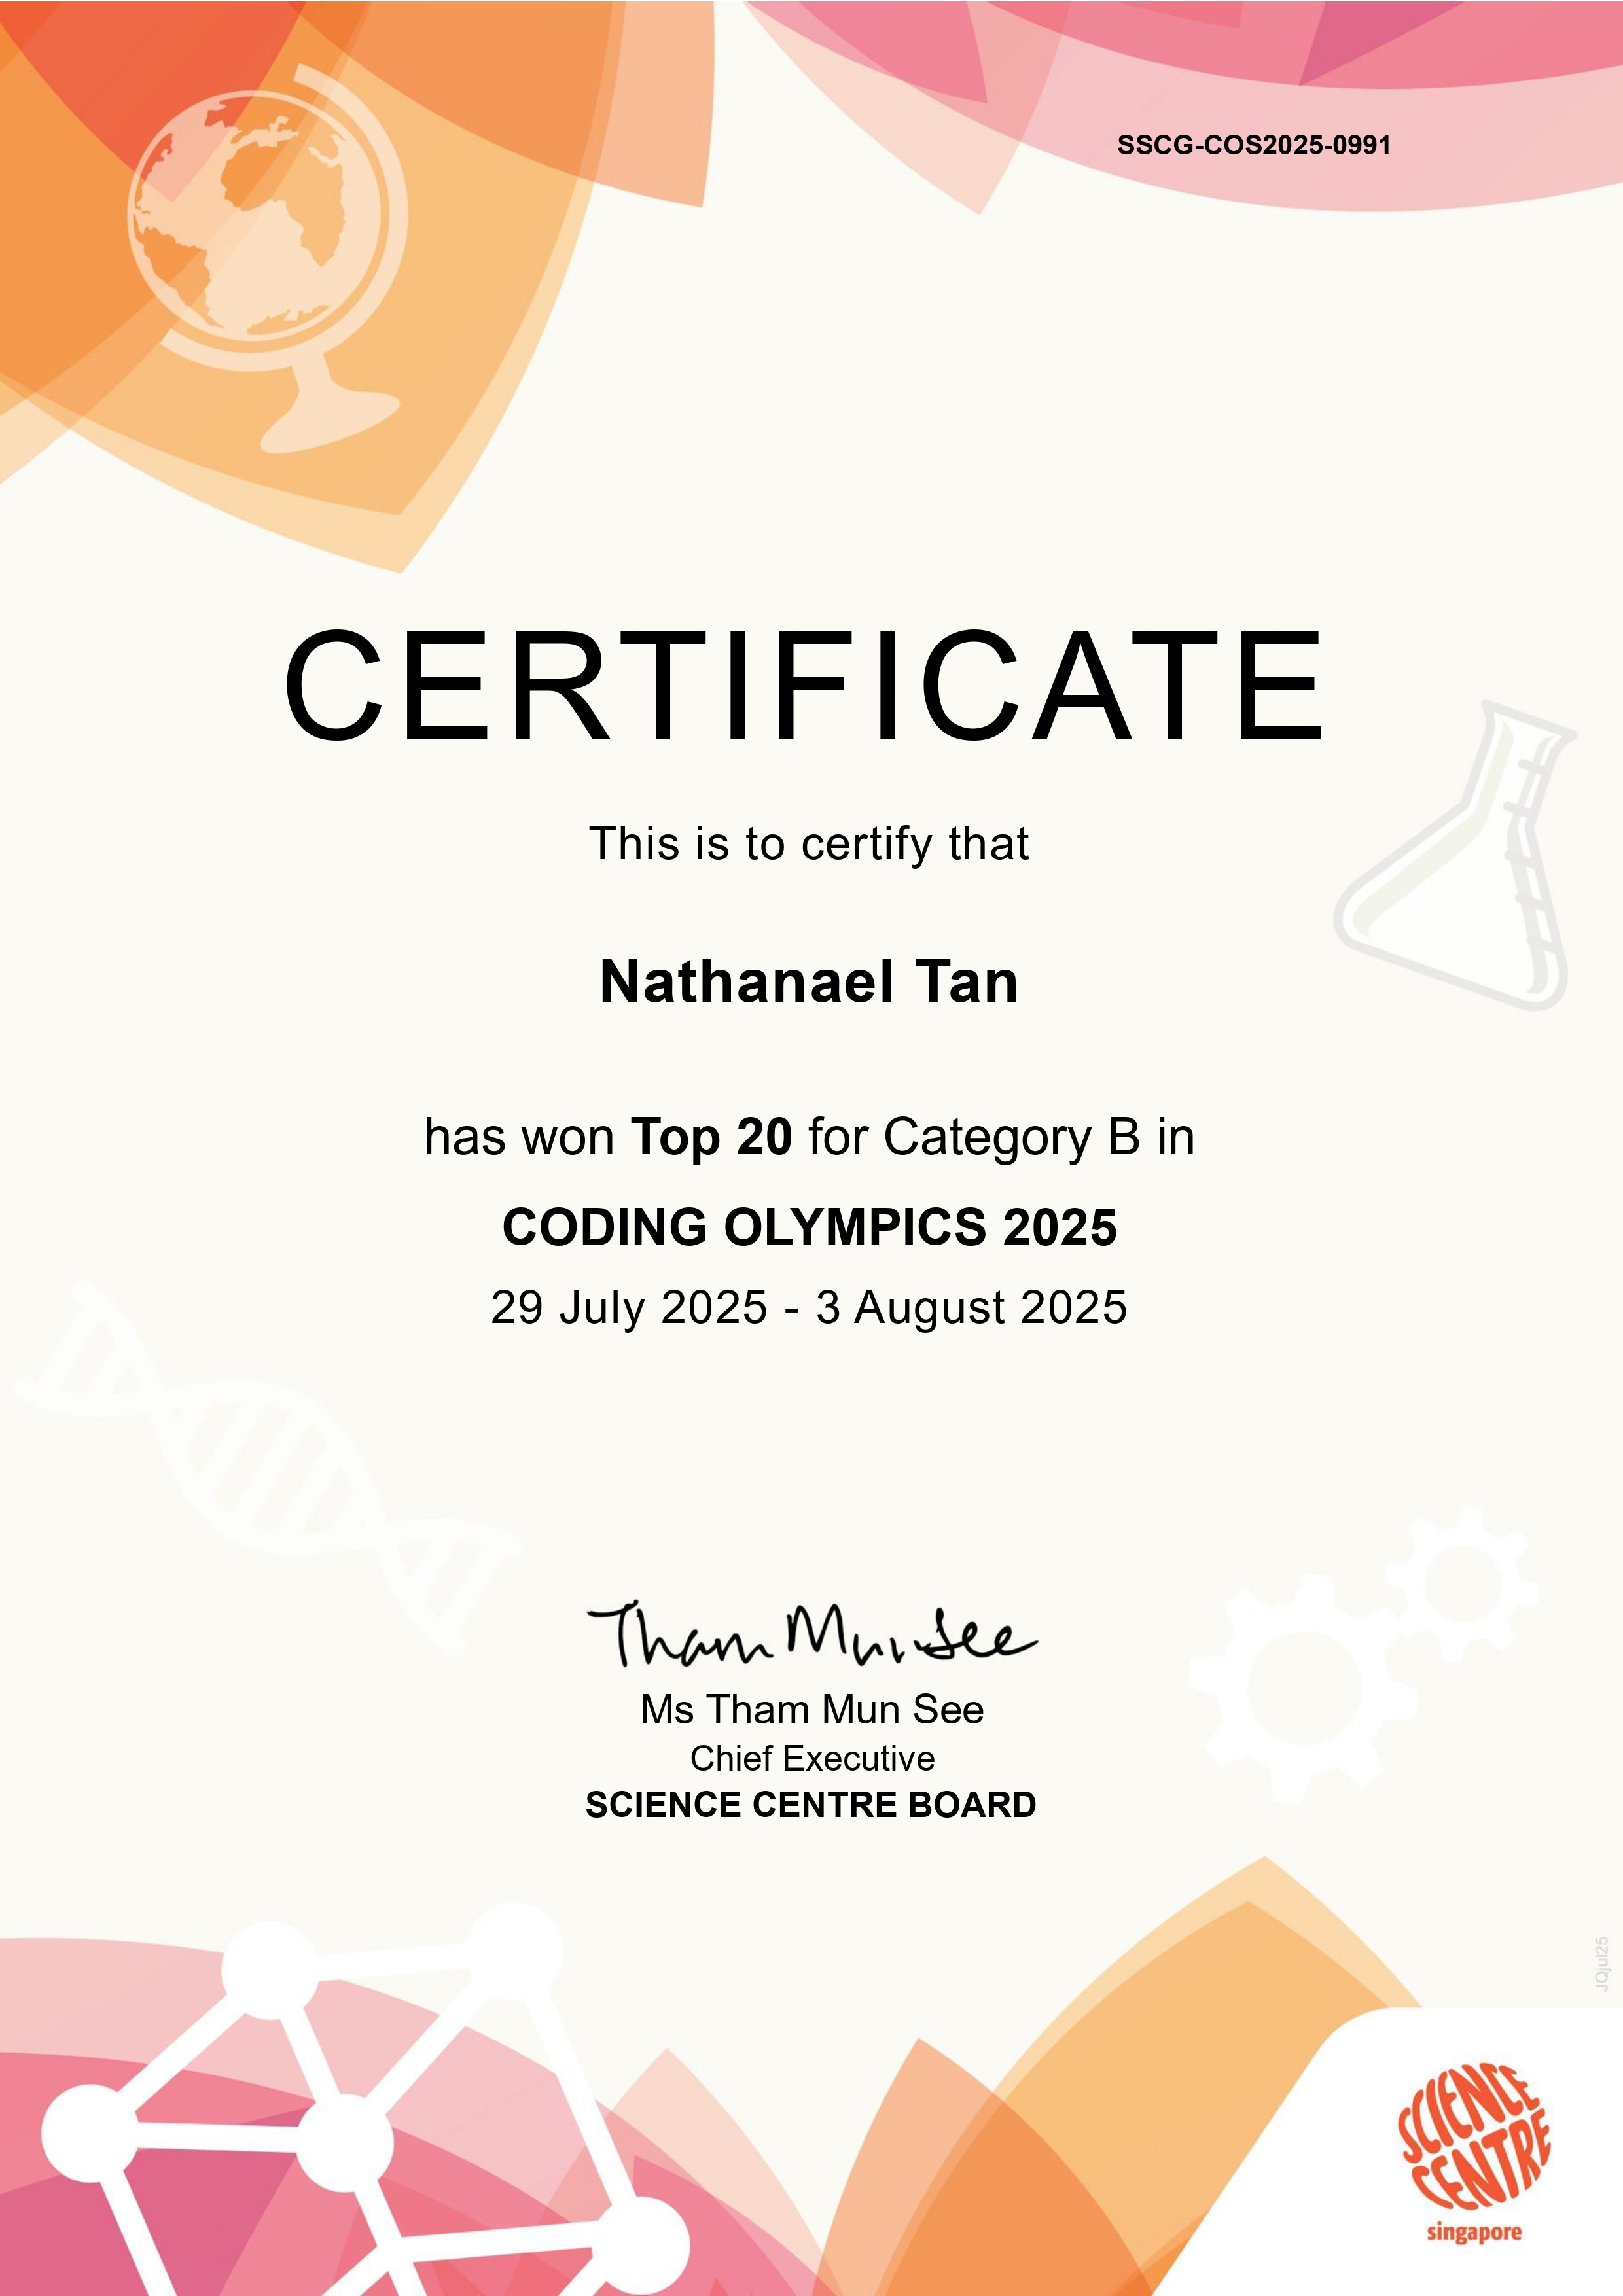 SSCG-COS2025-0991
CERTIFICATE
This is to certify that
Nathanael Tan
has won Top 20 for Category B in
CODING OLYMPICS 2025
29 July 2025 - 3 August 2025
Tham Mun See
Ms Tham Mun See
Chief Executive
SCIENCE CENTRE BOARD
JQjul25
SCIENCE
CENTRE
singapore